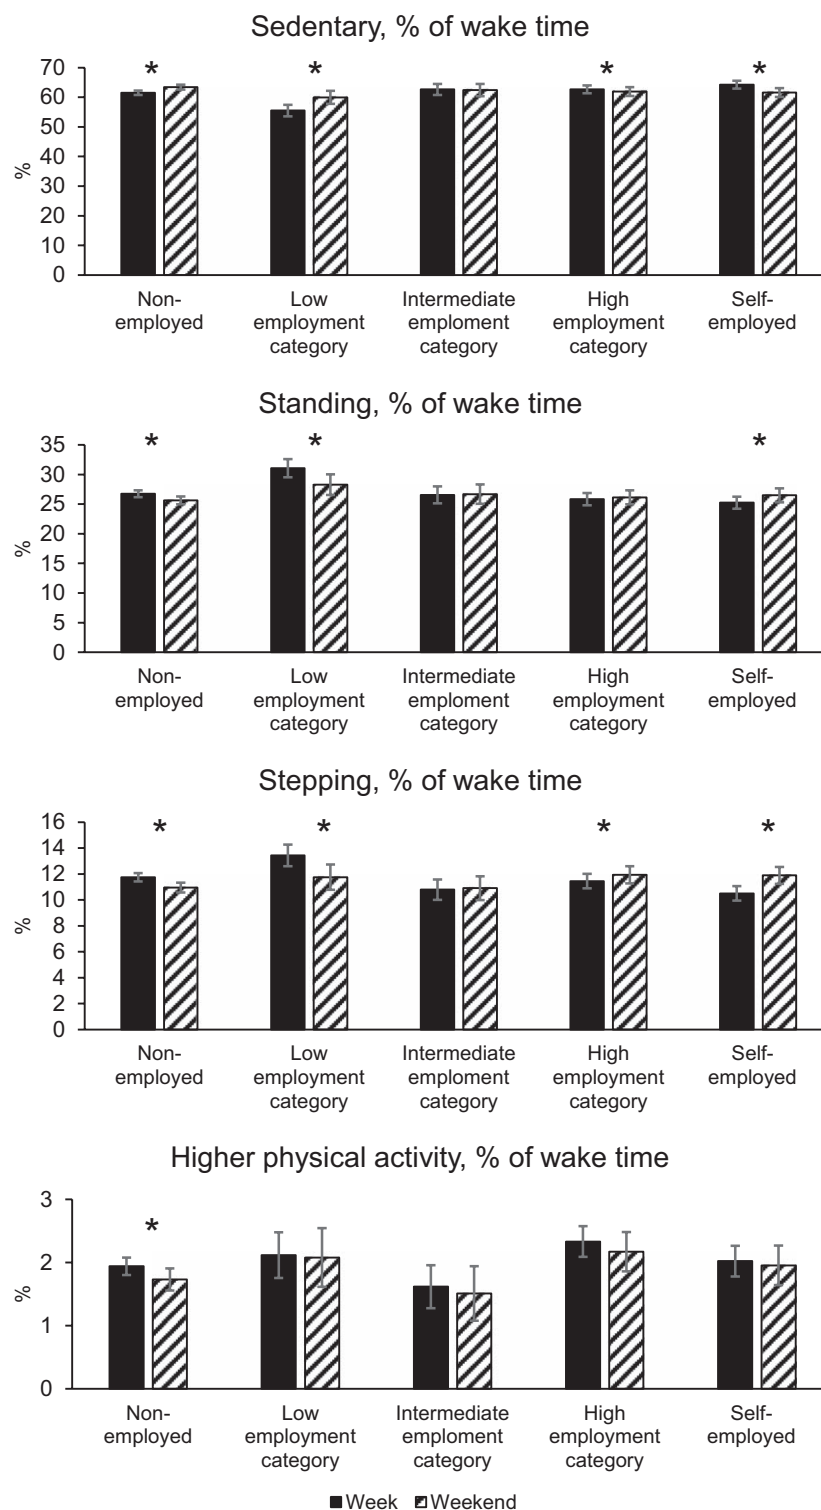 Sedentary, % of wake time
* * * *
70
60
50
40
30
20
10
0
%
Non-
employed
Low
employment
category
Intermediate
emploment
category
High
employment
category
Self-
employed
Standing, % of wake time
* * *
35
30
25
20
15
10
5
0
%
Non-
employed
Low
employment
category
Intermediate
emploment
category
High
employment
category
Self-
employed
Stepping, % of wake time
* * * *
16
14
12
10
8
6
4
2
0
%
Non-
employed
Low
employment
category
Intermediate
emploment
category
High
employment
category
Self-
employed
Higher physical activity, % of wake time
*
3
2
1
0
%
Non-
employed
Low
employment
category
Intermediate
emploment
category
High
employment
category
Self-
employed
Week Weekend